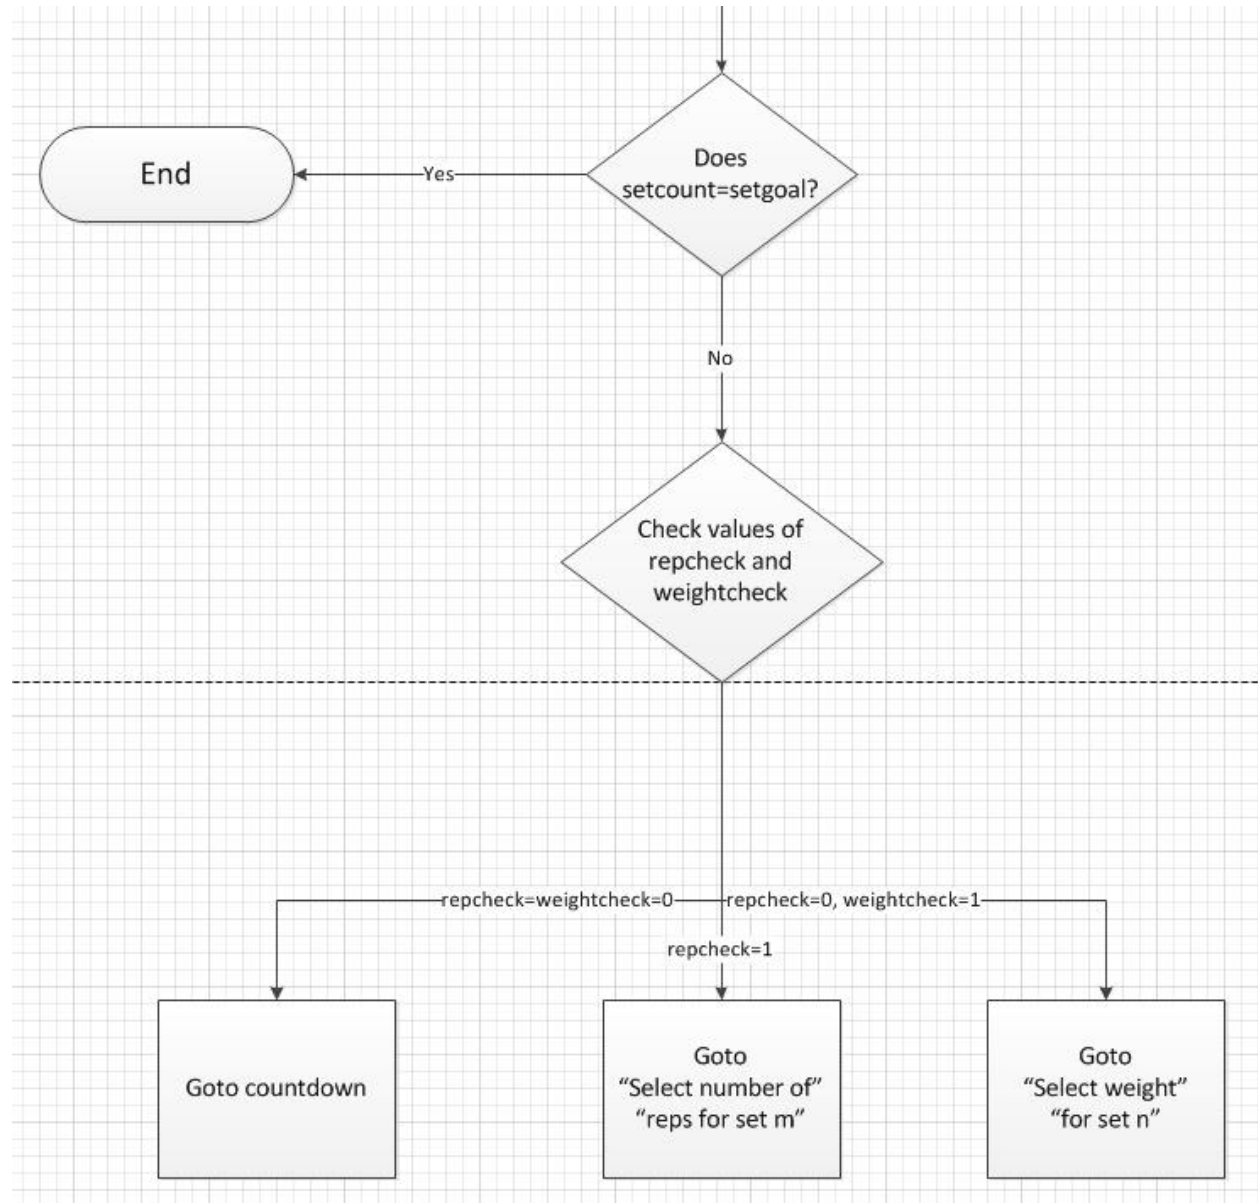 Does
setcount=setgoal?
Yes
End
No
Check values of
repcheck and
weightcheck
repcheck=weightcheck=0
repcheck=0, weightcheck=1
repcheck=1
Goto countdown
Goto
“Select number of”
“reps for set m”
Goto
“Select weight”
“for set n”